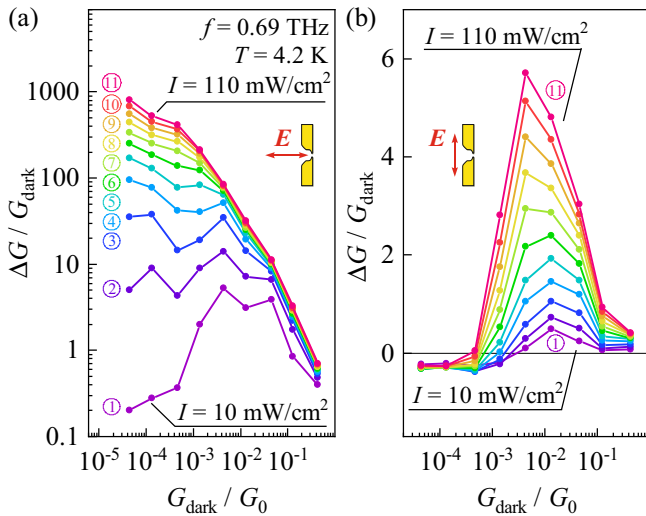 (a)
f = 0.69 THz
T = 4.2 K
I = 110 mW/cm²
1000
100
10
1
0.1
ΔG / G_dark
⑪
⑩
⑨
⑧
⑦
⑥
⑤
④
③
②
①
E
I = 10 mW/cm²
10⁻⁵ 10⁻⁴ 10⁻³ 10⁻² 10⁻¹
G_dark / G₀
(b)
I = 110 mW/cm²
⑪
E
6
4
2
0
ΔG / G_dark
①
I = 10 mW/cm²
10⁻⁴ 10⁻³ 10⁻² 10⁻¹
G_dark / G₀